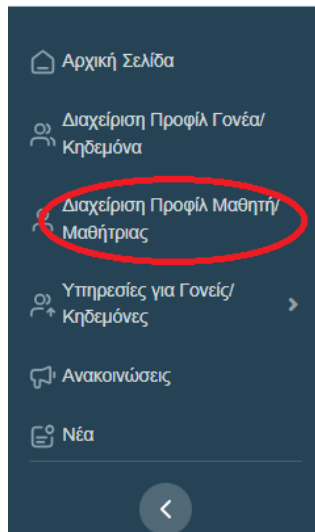 Αρχική Σελίδα
Διαχείριση Προφίλ Γονέα/
Κηδεμόνα
Διαχείριση Προφίλ Μαθητή/
Μαθήτριας
Υπηρεσίες για Γονείς/
Κηδεμόνες
Ανακοινώσεις
Νέα